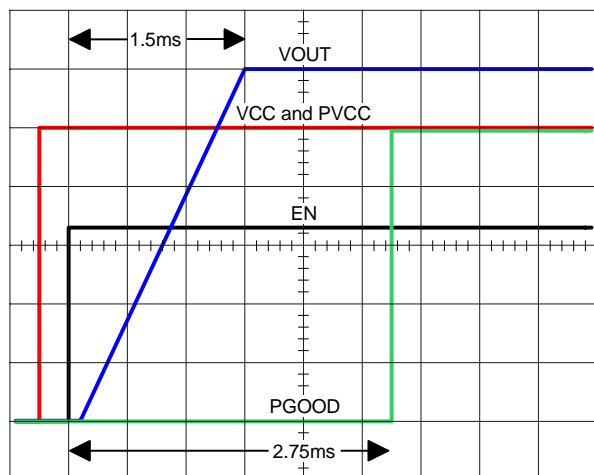 1.5ms
VOUT
VCC and PVCC
EN
PGOOD
2.75ms